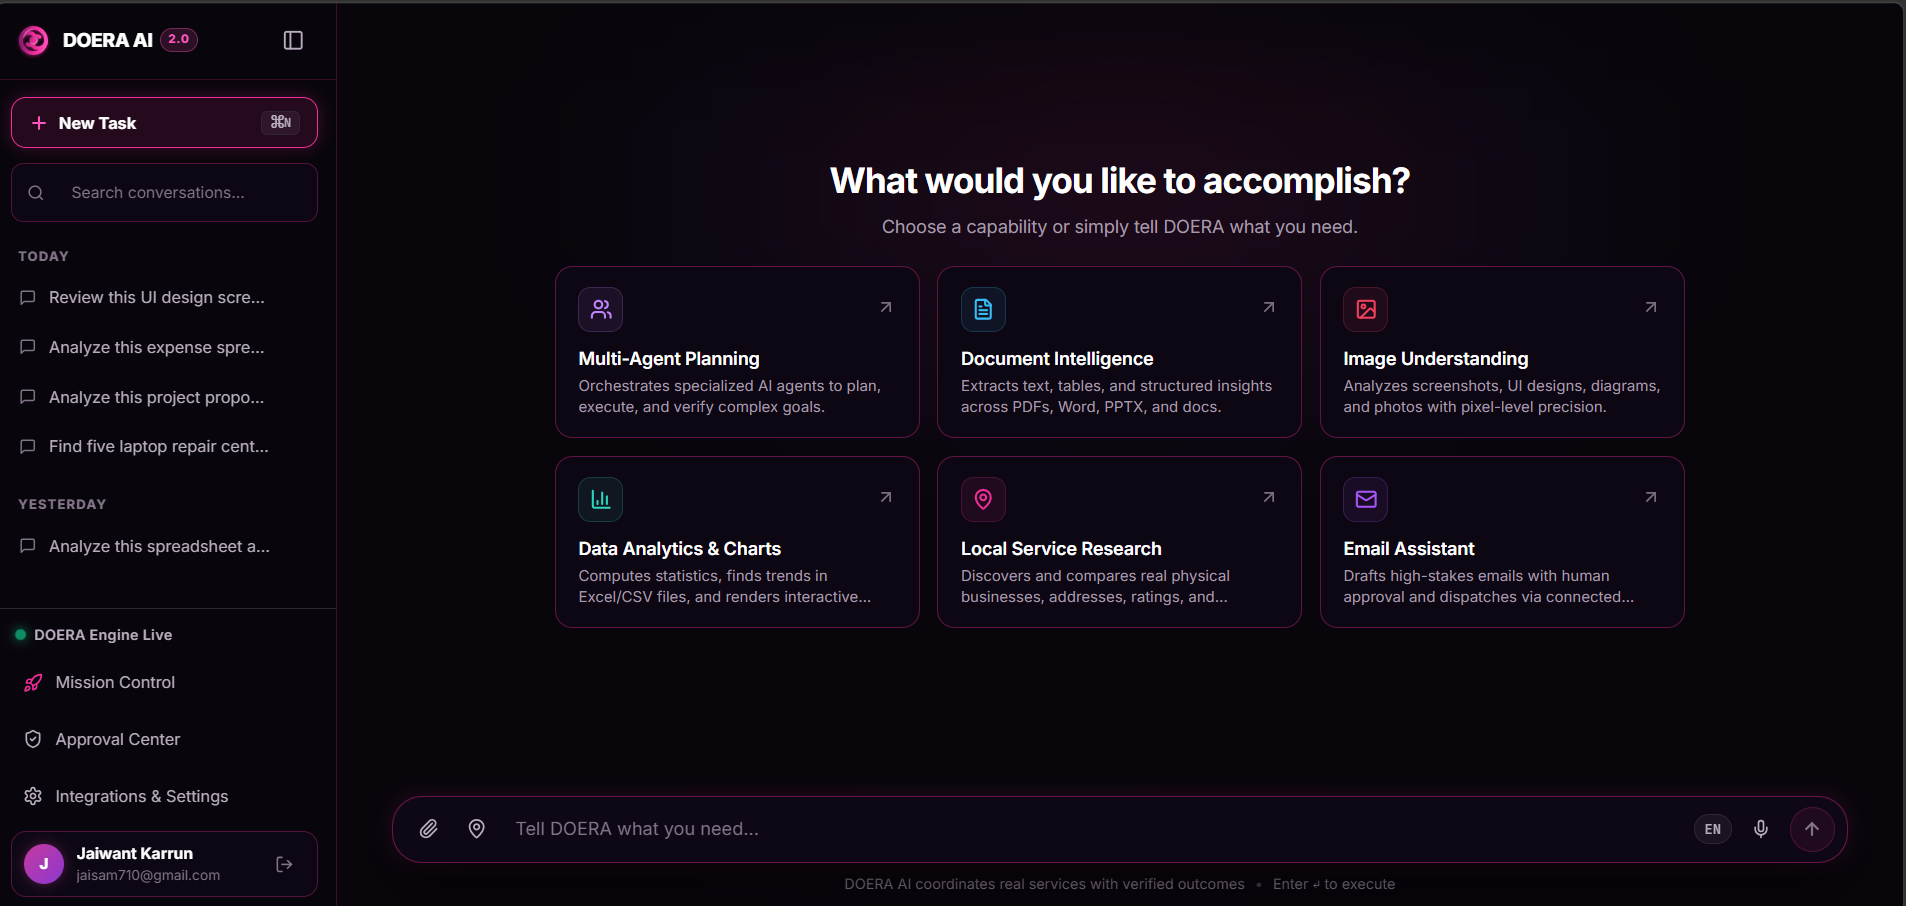 DOERA AI 2.0
New Task ⌘N
Search conversations...
TODAY
Review this UI design scre...
Analyze this expense spre...
Analyze this project propo...
Find five laptop repair cent...
YESTERDAY
Analyze this spreadsheet a...
DOERA Engine Live
Mission Control
Approval Center
Integrations & Settings
J
Jaiwant Karrun
jaisam710@gmail.com
What would you like to accomplish?
Choose a capability or simply tell DOERA what you need.
Multi-Agent Planning
Orchestrates specialized AI agents to plan,
execute, and verify complex goals.
Document Intelligence
Extracts text, tables, and structured insights
across PDFs, Word, PPTX, and docs.
Image Understanding
Analyzes screenshots, UI designs, diagrams,
and photos with pixel-level precision.
Data Analytics & Charts
Computes statistics, finds trends in
Excel/CSV files, and renders interactive...
Local Service Research
Discovers and compares real physical
businesses, addresses, ratings, and...
Email Assistant
Drafts high-stakes emails with human
approval and dispatches via connected...
Tell DOERA what you need...
EN
DOERA AI coordinates real services with verified outcomes • Enter ↵ to execute